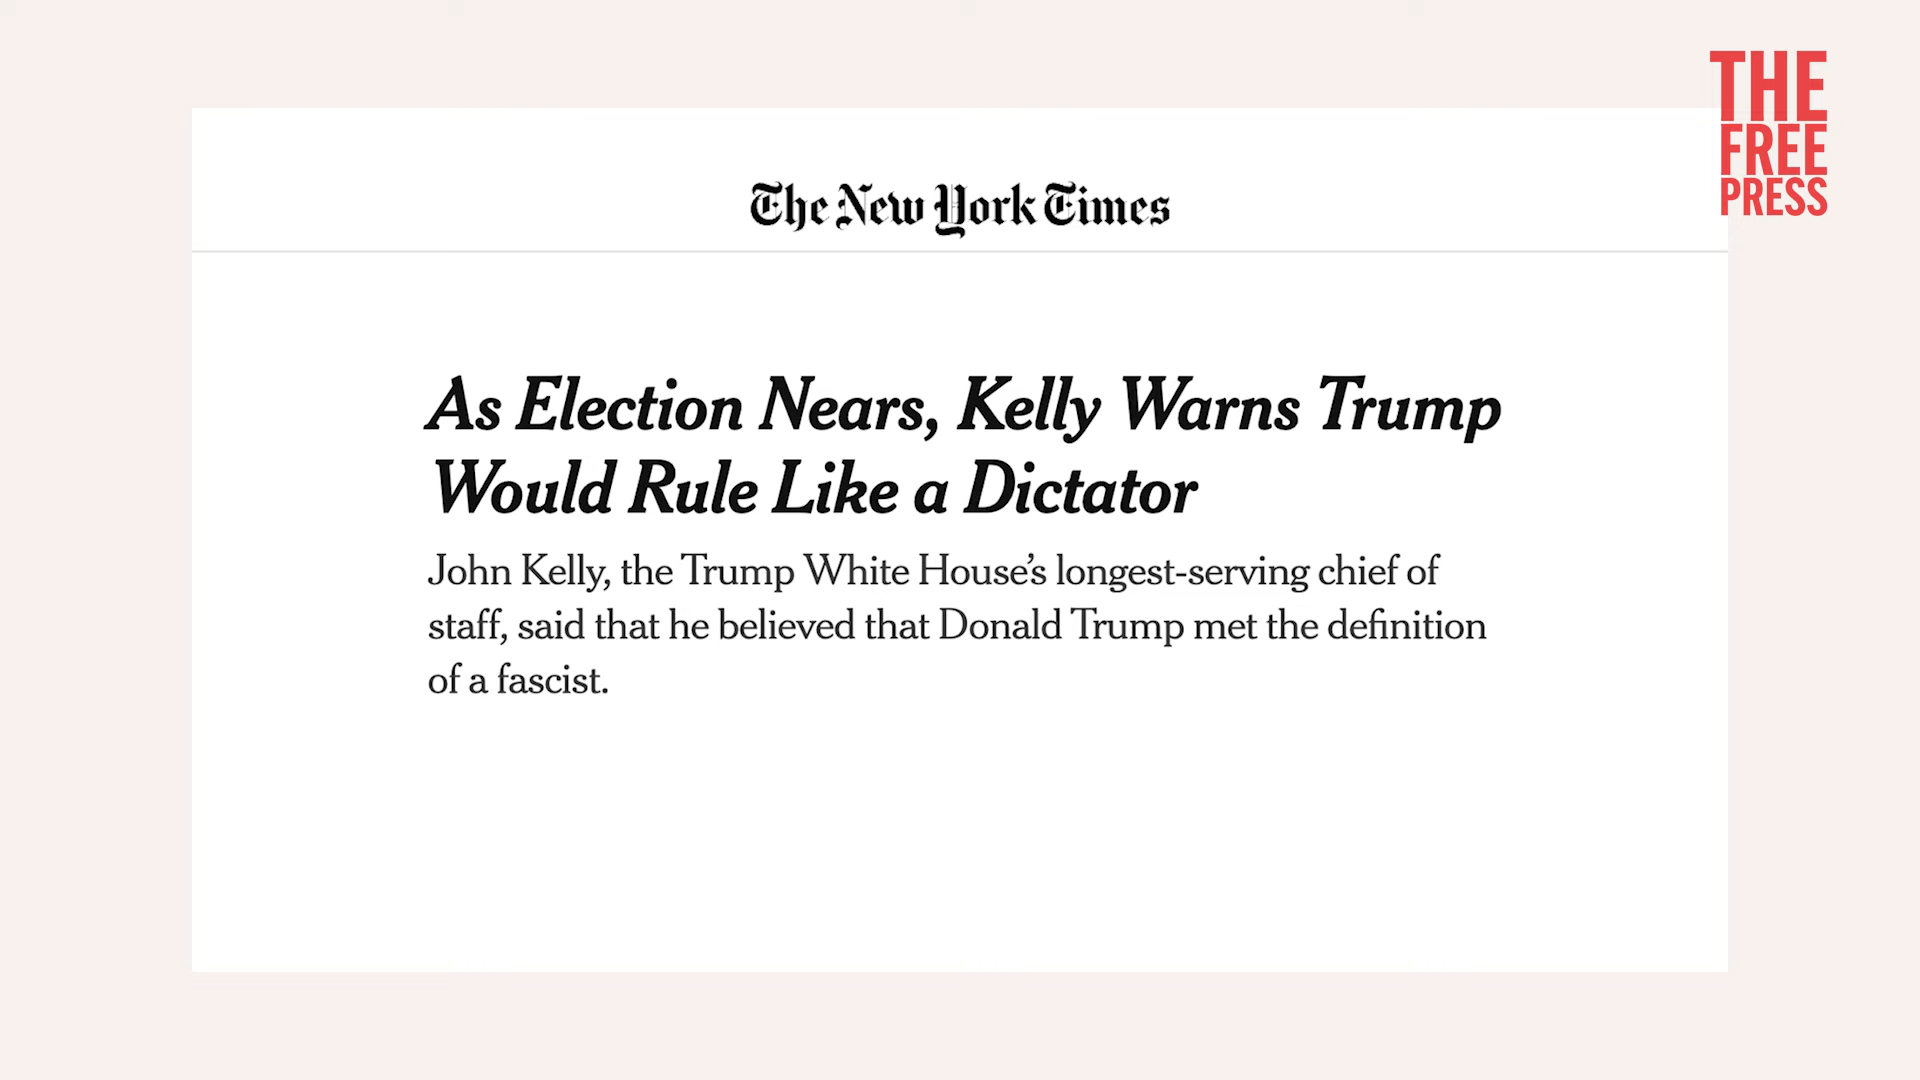 THE
FREE
PRESS
The New York Times
As Election Nears, Kelly Warns Trump
Would Rule Like a Dictator
John Kelly, the Trump White House’s longest-serving chief of
staff, said that he believed that Donald Trump met the definition
of a fascist.